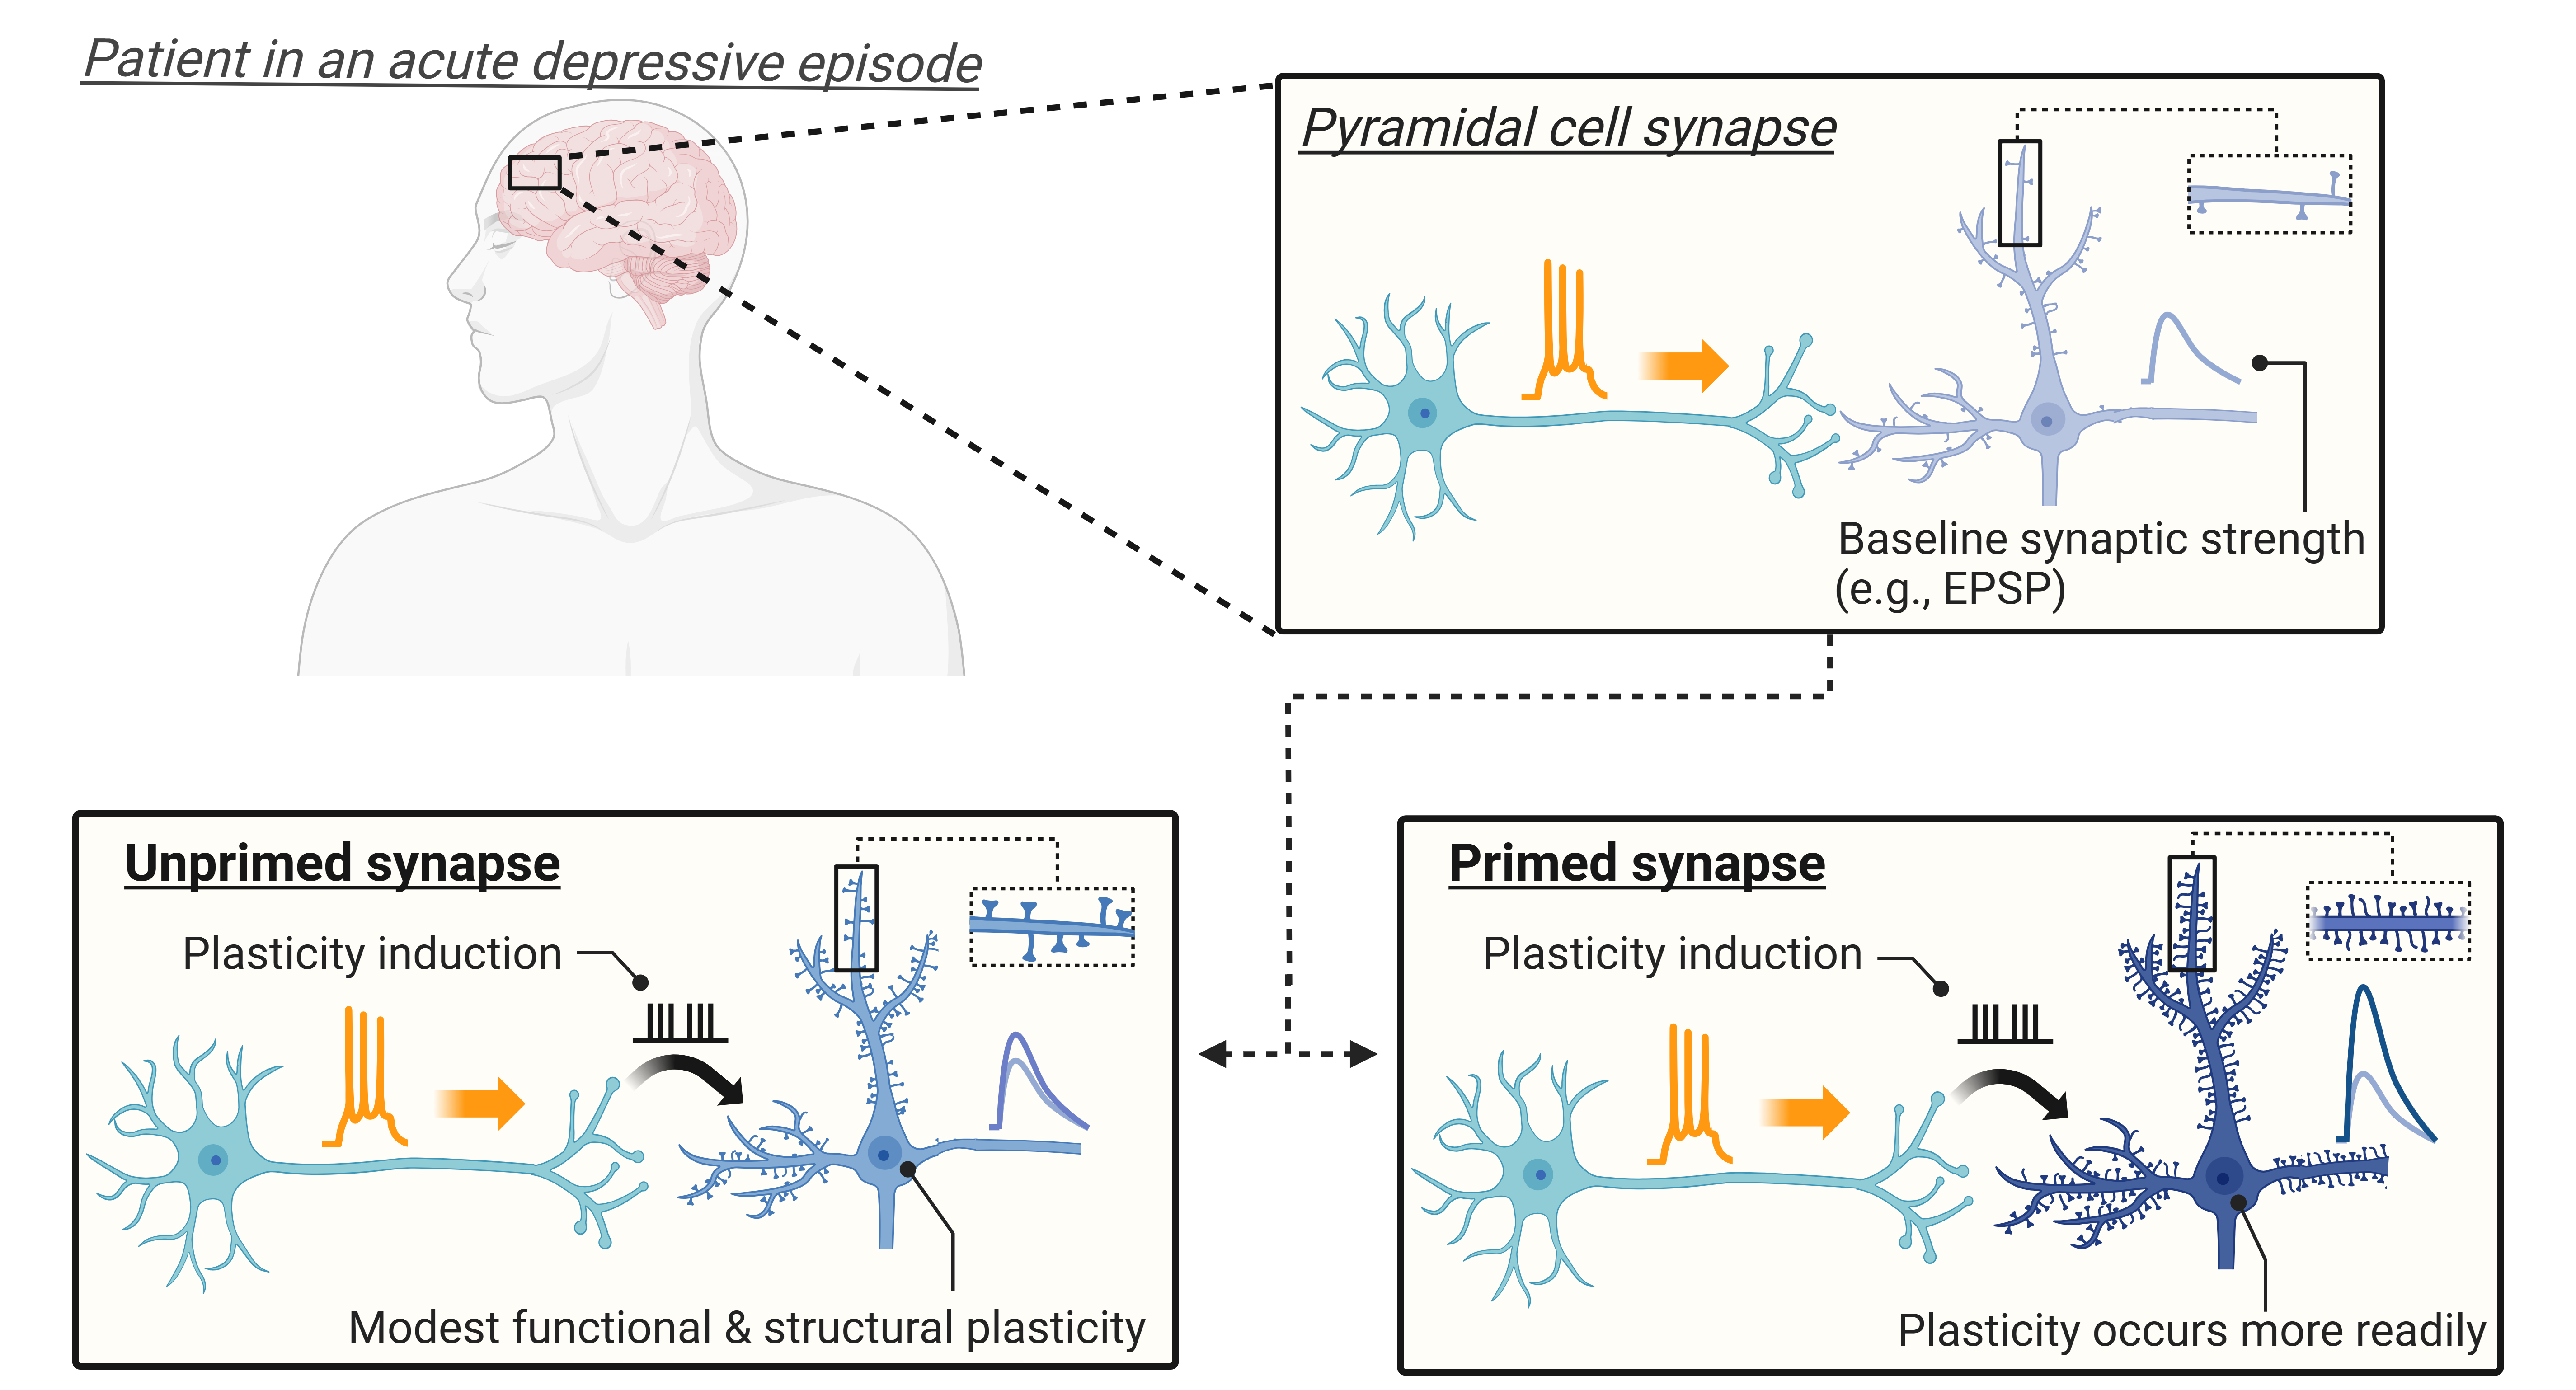 Patient in an acute depressive episode
Pyramidal cell synapse
Baseline synaptic strength
(e.g., EPSP)
Unprimed synapse
Plasticity induction
Modest functional & structural plasticity
Primed synapse
Plasticity induction
Plasticity occurs more readily